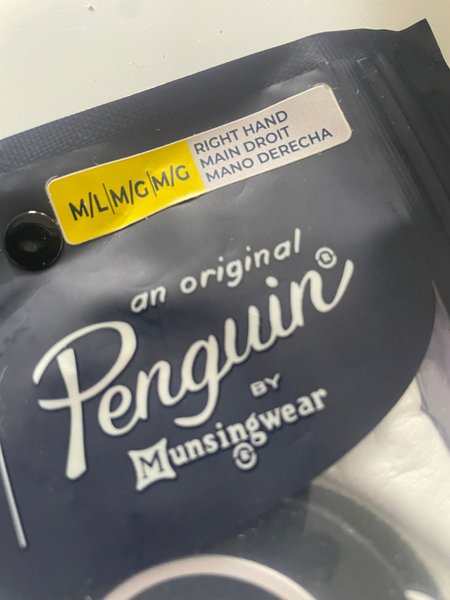 M/L|M/G|M/G
RIGHT HAND
MAIN DROIT
MANO DERECHA
an original
Penguin®
BY
Munsingwear
®